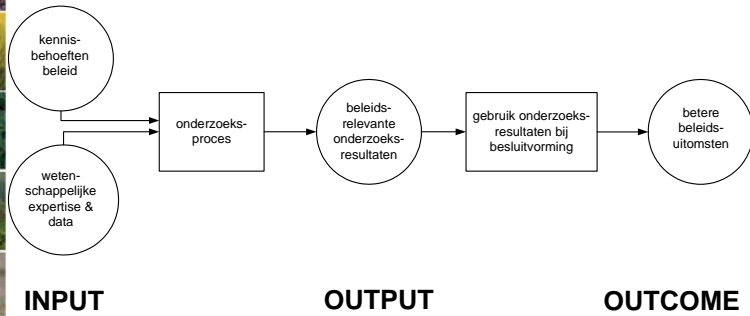 kennis-
behoeften
beleid
weten-
schappelijke
expertise &
data
onderzoeks-
proces
beleids-
relevante
onderzoeks-
resultaten
gebruik onderzoeks-
resultaten bij
besluitvorming
betere
beleids-
uitomsten
INPUT
OUTPUT
OUTCOME